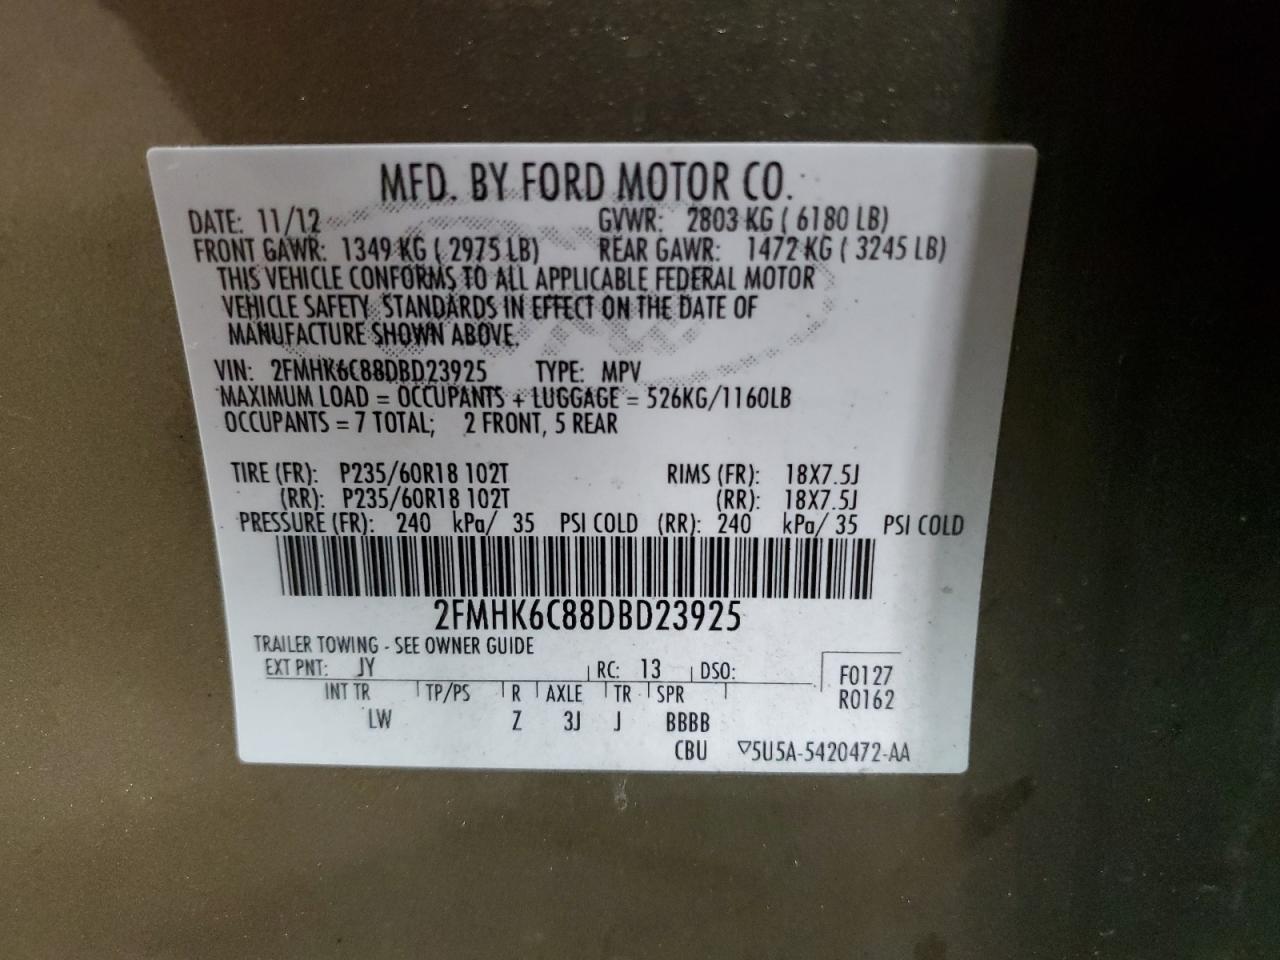 MFD. BY FORD MOTOR CO.
DATE: 11/12 GVWR: 2803 KG ( 6180 LB)
FRONT GAWR: 1349 KG ( 2975 LB) REAR GAWR: 1472 KG ( 3245 LB)
THIS VEHICLE CONFORMS TO ALL APPLICABLE FEDERAL MOTOR
VEHICLE SAFETY STANDARDS IN EFFECT ON THE DATE OF
MANUFACTURE SHOWN ABOVE.
VIN: 2FMHK6C88DBD23925 TYPE: MPV
MAXIMUM LOAD = OCCUPANTS + LUGGAGE = 526KG/1160LB
OCCUPANTS = 7 TOTAL; 2 FRONT, 5 REAR
TIRE (FR): P235/60R18 102T RIMS (FR): 18X7.5J
(RR): P235/60R18 102T (RR): 18X7.5J
PRESSURE (FR): 240 kPa/ 35 PSI COLD (RR): 240 kPa/ 35 PSI COLD
2FMHK6C88DBD23925
TRAILER TOWING - SEE OWNER GUIDE
EXT PNT: JY RC: 13 DSO: F0127
INT TR TP/PS R AXLE TR SPR R0162
LW Z 3J J BBBB
CBU ▽5U5A-5420472-AA